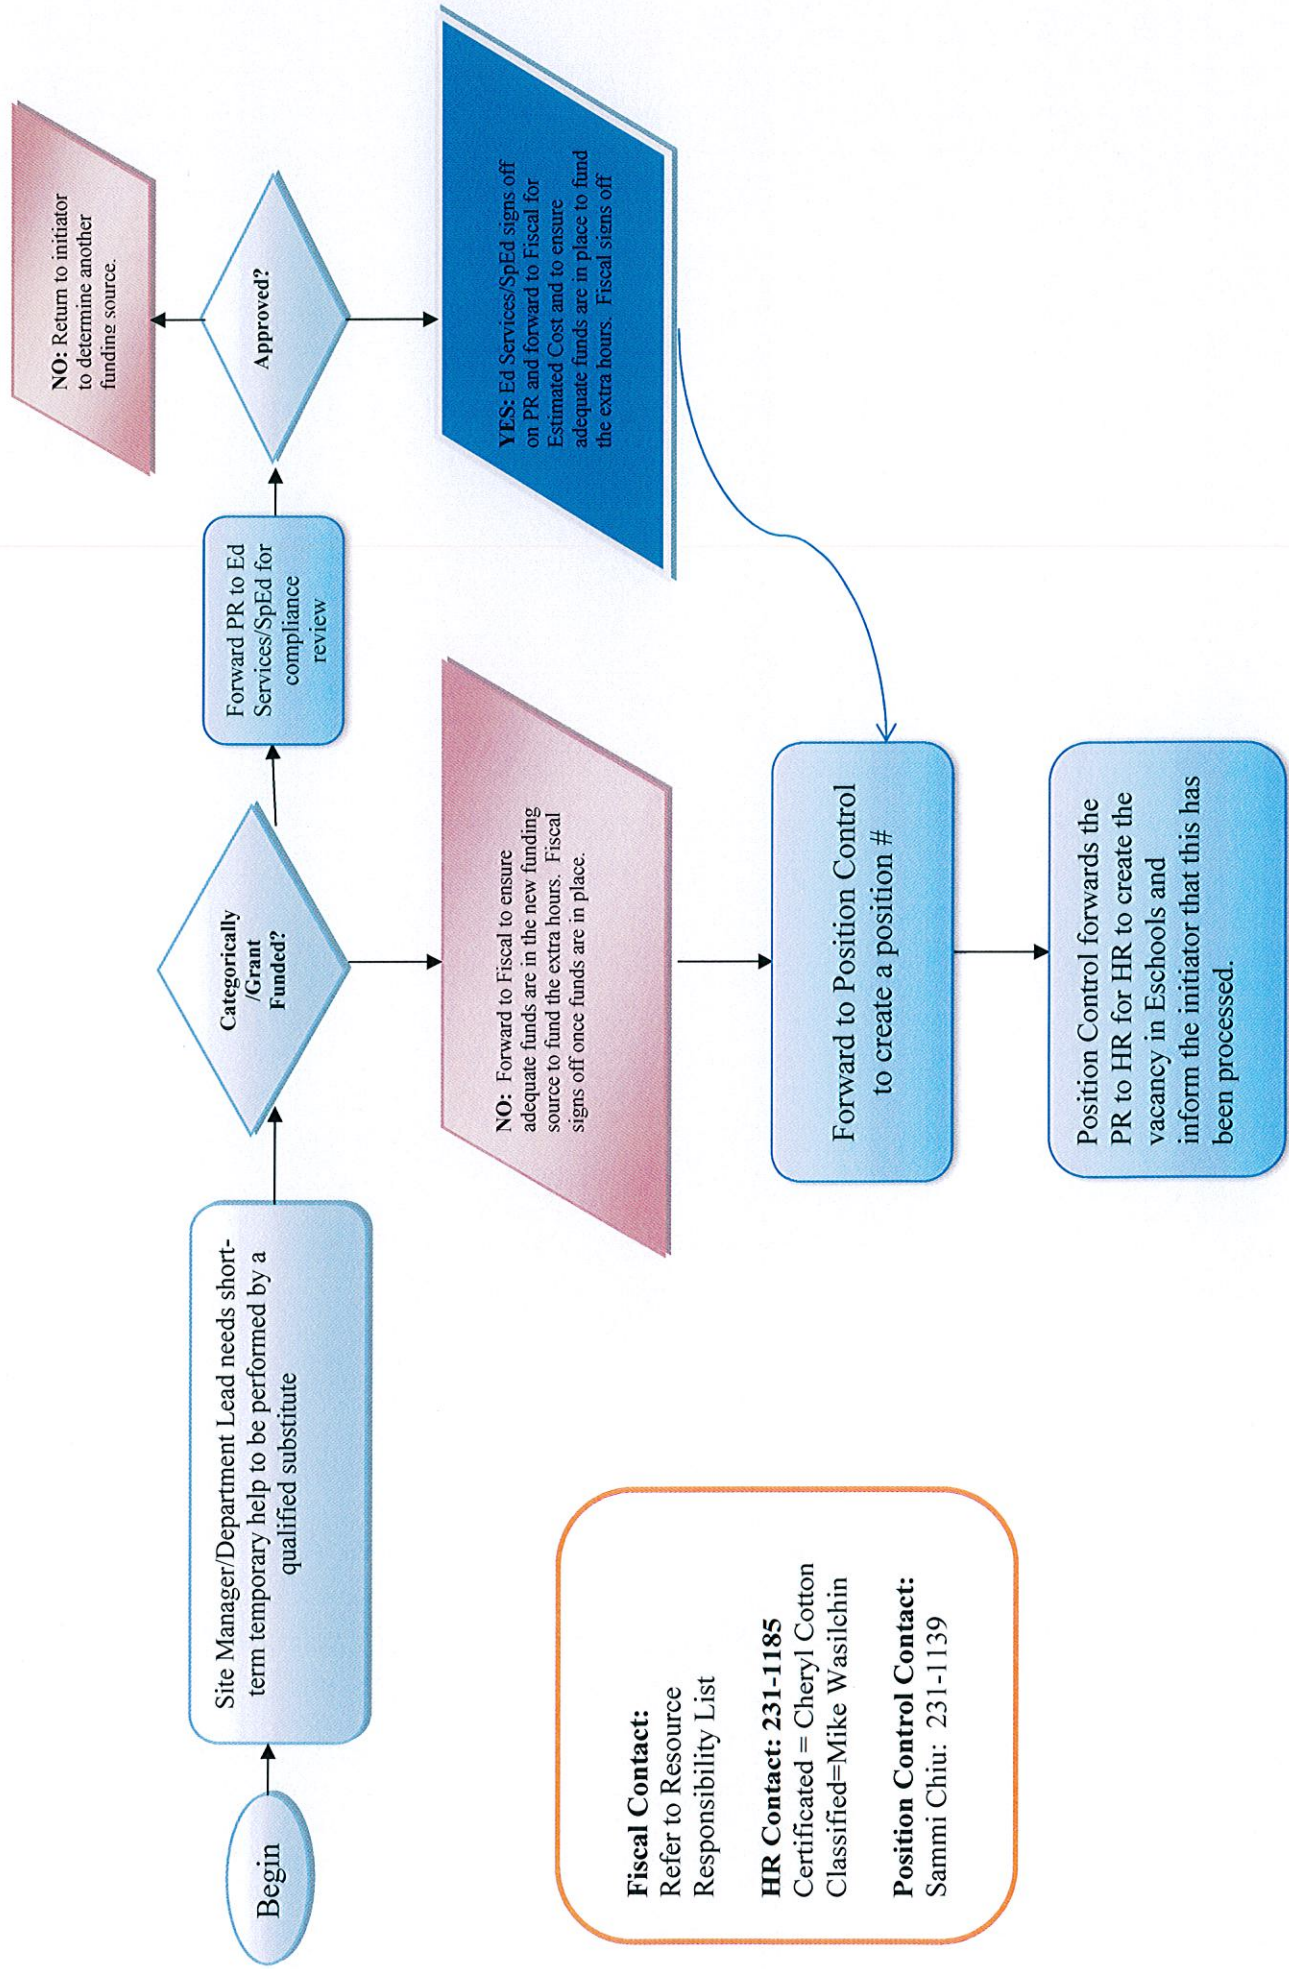 Begin
Site Manager/Department Lead needs short-
term temporary help to be performed by a
qualified substitute
Categorically
/Grant
Funded?
Forward PR to Ed
Services/SpEd for
compliance
review
Approved?
NO: Return to initiator
to determine another
funding source.
YES: Ed Services/SpEd signs off
on PR and forward to Fiscal for
Estimated Cost and to ensure
adequate funds are in place to fund
the extra hours.  Fiscal signs off
NO: Forward to Fiscal to ensure
adequate funds are in the new funding
source to fund the extra hours.  Fiscal
signs off once funds are in place.
Forward to Position Control
to create a position #
Position Control forwards the
PR to HR for HR to create the
vacancy in Eschools and
inform the initiator that this has
been processed.
Fiscal Contact:
Refer to Resource
Responsibility List
HR Contact: 231-1185
Certificated = Cheryl Cotton
Classified=Mike Wasilchin
Position Control Contact:
Sammi Chiu:  231-1139